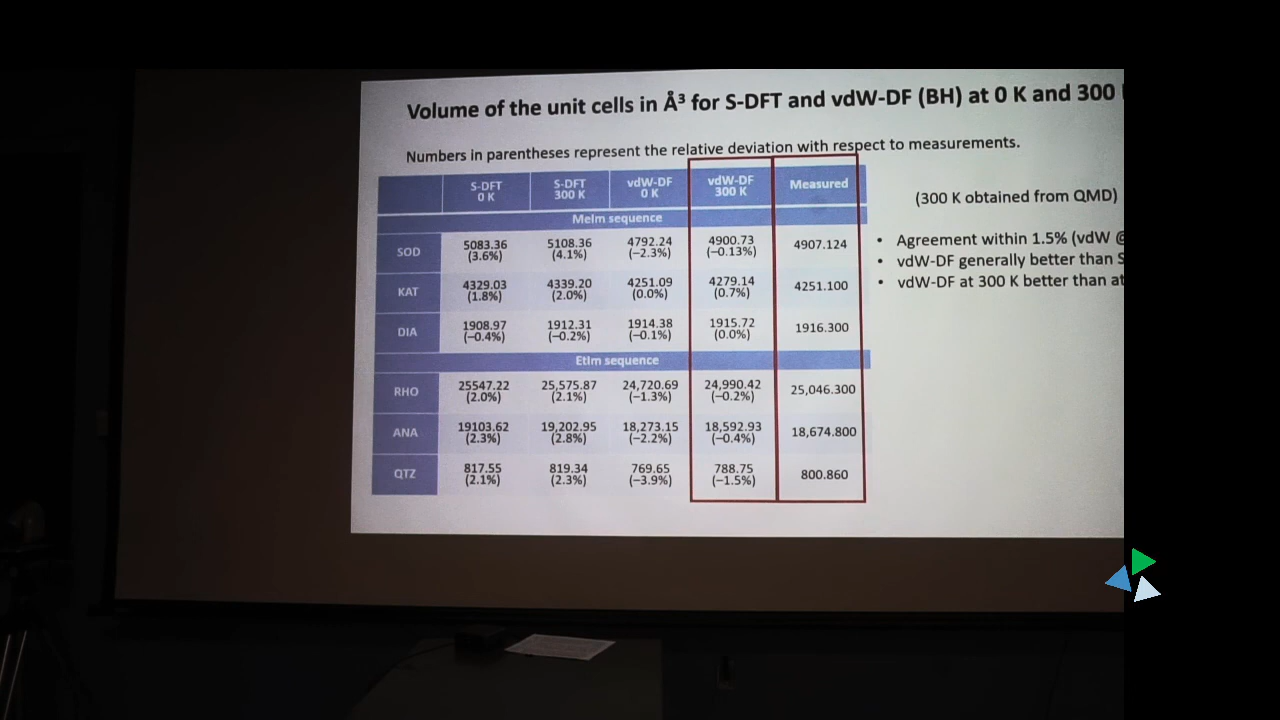 Volume of the unit cells in Å³ for S-DFT and vdW-DF (BH) at 0 K and 300
Numbers in parentheses represent the relative deviation with respect to measurements.
S-DFT 0 K | S-DFT 300 K | vdW-DF 0 K | vdW-DF 300 K | Measured
MeIm sequence
SOD | 5083.36 (3.6%) | 5108.36 (4.1%) | 4792.24 (−2.3%) | 4900.73 (−0.13%) | 4907.124
KAT | 4329.03 (1.8%) | 4339.20 (2.0%) | 4251.09 (0.0%) | 4279.14 (0.7%) | 4251.100
DIA | 1908.97 (−0.4%) | 1912.31 (−0.2%) | 1914.38 (−0.1%) | 1915.72 (0.0%) | 1916.300
EtIm sequence
RHO | 25547.22 (2.0%) | 25,575.87 (2.1%) | 24,720.69 (−1.3%) | 24,990.42 (−0.2%) | 25,046.300
ANA | 19103.62 (2.3%) | 19,202.95 (2.8%) | 18,273.15 (−2.2%) | 18,592.93 (−0.4%) | 18,674.800
QTZ | 817.55 (2.1%) | 819.34 (2.3%) | 769.65 (−3.9%) | 788.75 (−1.5%) | 800.860
(300 K obtained from QMD)
• Agreement within 1.5% (vdW @
• vdW-DF generally better than S
• vdW-DF at 300 K better than at